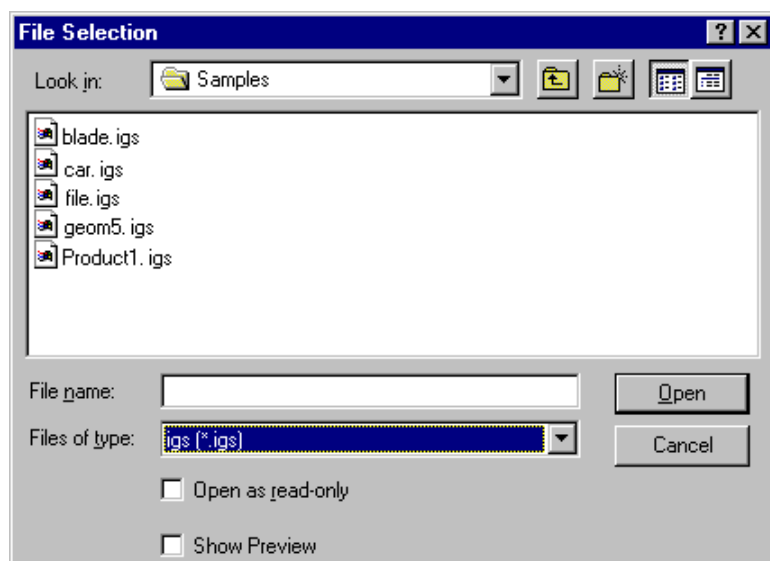 File Selection
Look in: Samples
blade.igs
car.igs
file.igs
geom5.igs
Product1.igs
File name: Open
Files of type: igs (*.igs) Cancel
Open as read-only
Show Preview